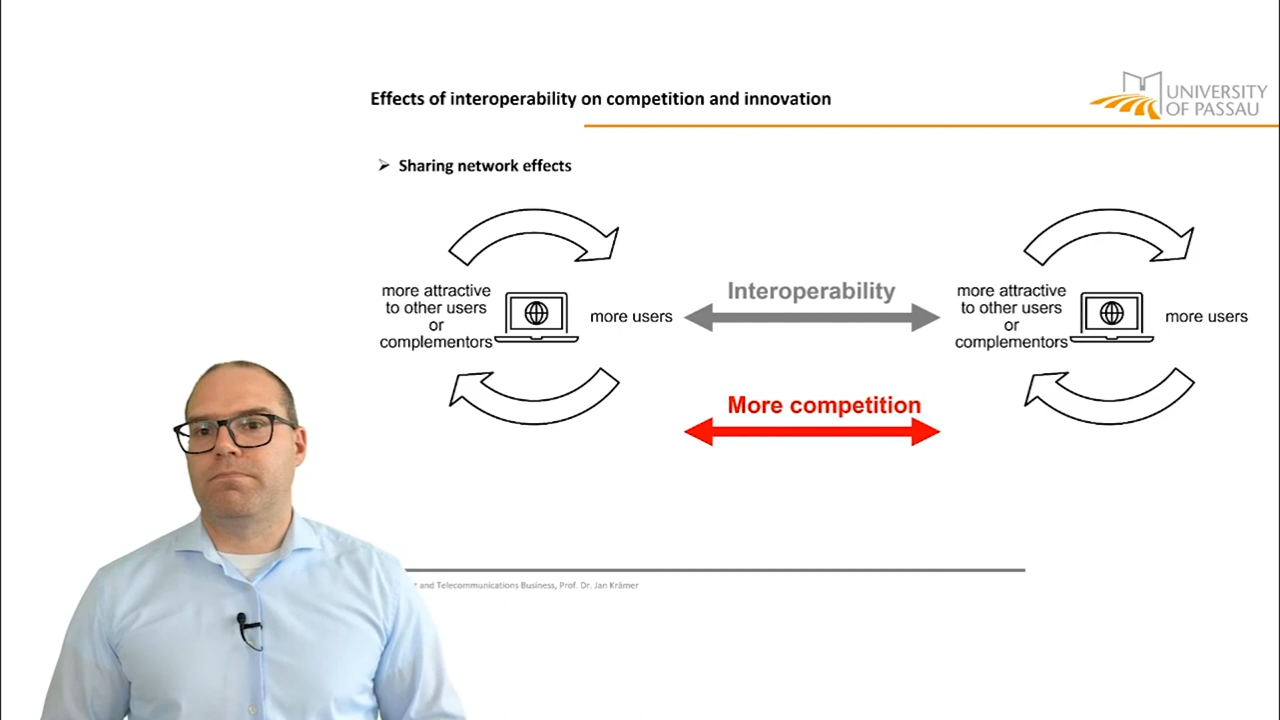 Effects of interoperability on competition and innovation
UNIVERSITY
OF PASSAU
Sharing network effects
more attractive
to other users
or
complementors
more users
Interoperability
more attractive
to other users
or
complementors
more users
More competition
and Telecommunications Business, Prof. Dr. Jan Krämer